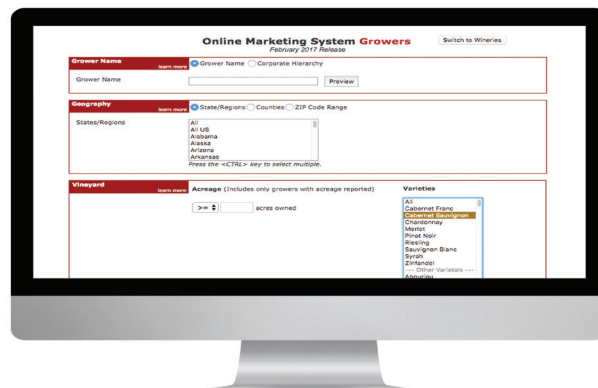 Online Marketing System Growers
February 2017 Release
Switch to Wineries
Grower Name
learn more
Grower Name
Corporate Hierarchy
Grower Name
Preview
Geography
learn more
State/Regions
Counties
ZIP Code Range
States/Regions
All
All US
Alabama
Alaska
Arizona
Arkansas
Press the <CTRL> key to select multiple.
Vineyard
learn more
Acreage (Includes only growers with acreage reported)
Varieties
>=
acres owned
All
Cabernet Franc
Cabernet Sauvignon
Chardonnay
Merlot
Pinot Noir
Riesling
Sauvignon Blanc
Syrah
Zinfandel
--- Other Varietals ---
Abouriou